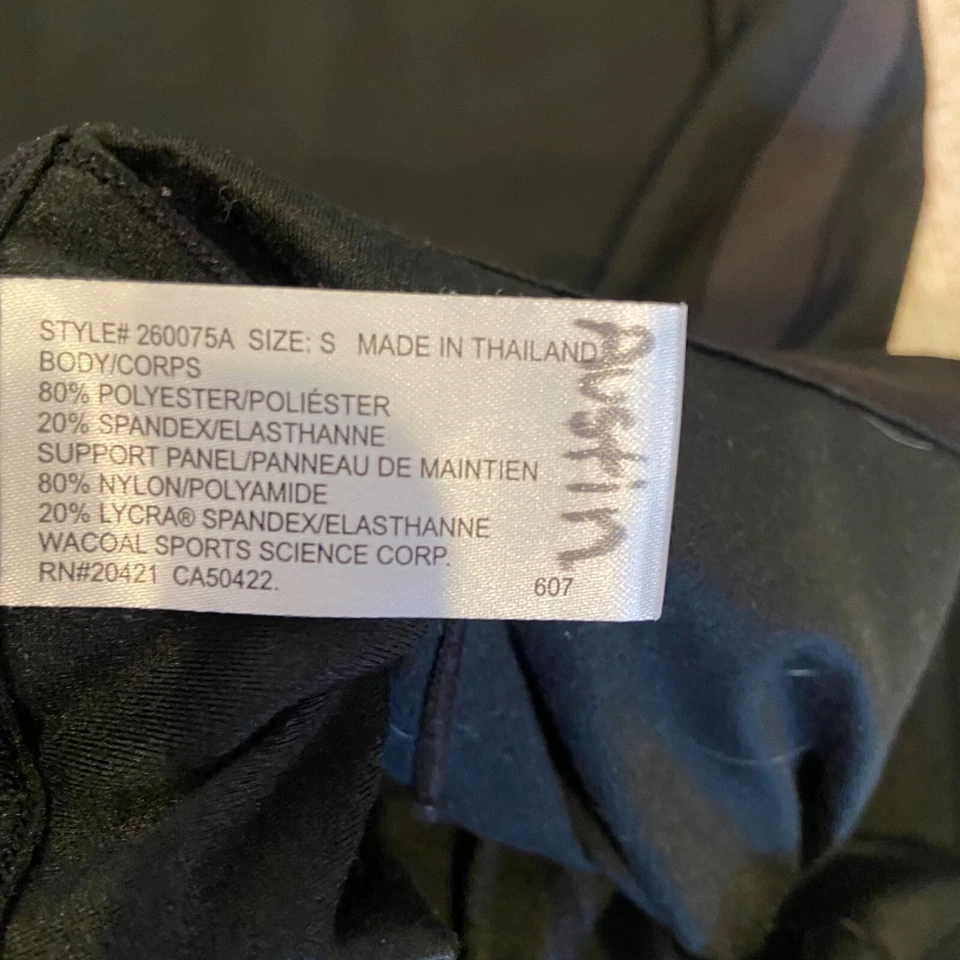 STYLE# 260075A SIZE: S MADE IN THAILAND
BODY/CORPS
80% POLYESTER/POLIÉSTER
20% SPANDEX/ELASTHANNE
SUPPORT PANEL/PANNEAU DE MAINTIEN
80% NYLON/POLYAMIDE
20% LYCRA® SPANDEX/ELASTHANNE
WACOAL SPORTS SCIENCE CORP.
RN#20421 CA50422.
607
Austin